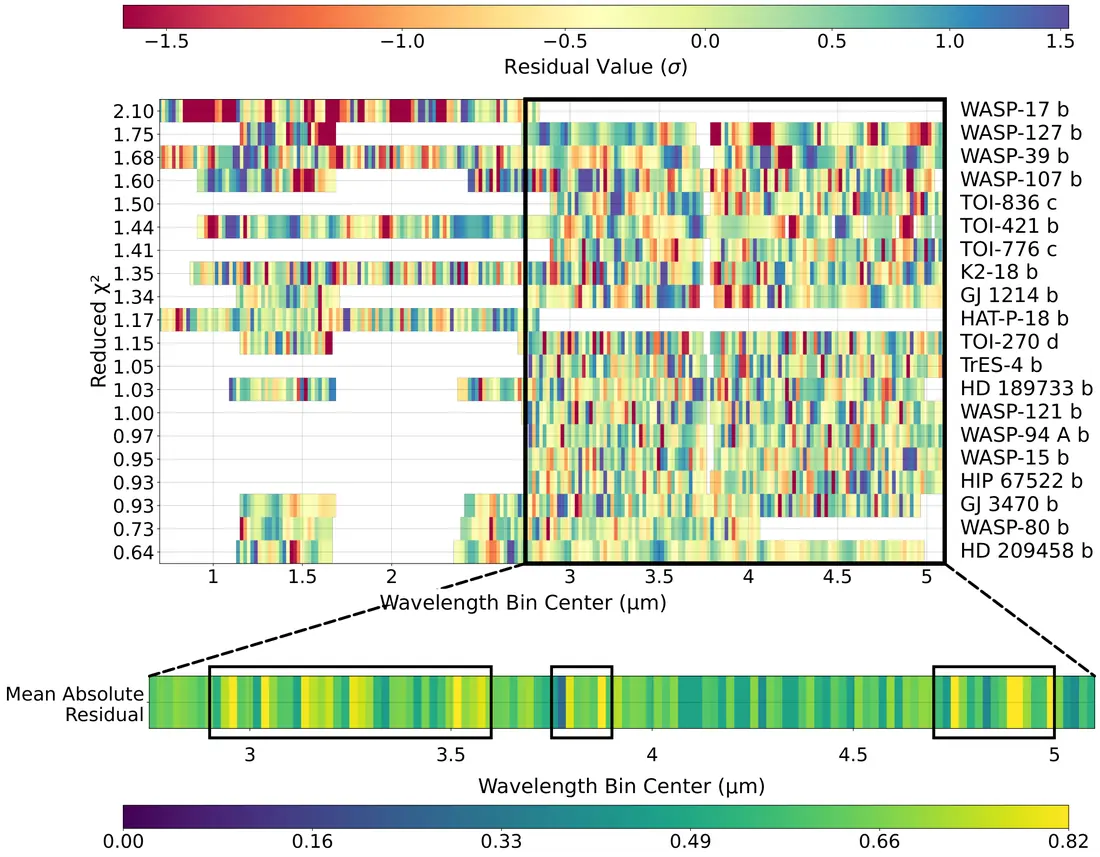 −1.5 −1.0 −0.5 0.0 0.5 1.0 1.5
Residual Value (σ)
Reduced χ²
2.10 WASP-17 b
1.75 WASP-127 b
1.68 WASP-39 b
1.60 WASP-107 b
1.50 TOI-836 c
1.44 TOI-421 b
1.41 TOI-776 c
1.35 K2-18 b
1.34 GJ 1214 b
1.17 HAT-P-18 b
1.15 TOI-270 d
1.05 TrES-4 b
1.03 HD 189733 b
1.00 WASP-121 b
0.97 WASP-94 A b
0.95 WASP-15 b
0.93 HIP 67522 b
0.93 GJ 3470 b
0.73 WASP-80 b
0.64 HD 209458 b
1 1.5 2 3 3.5 4 4.5 5
Wavelength Bin Center (μm)
Mean Absolute
Residual
3 3.5 4 4.5 5
Wavelength Bin Center (μm)
0.00 0.16 0.33 0.49 0.66 0.82